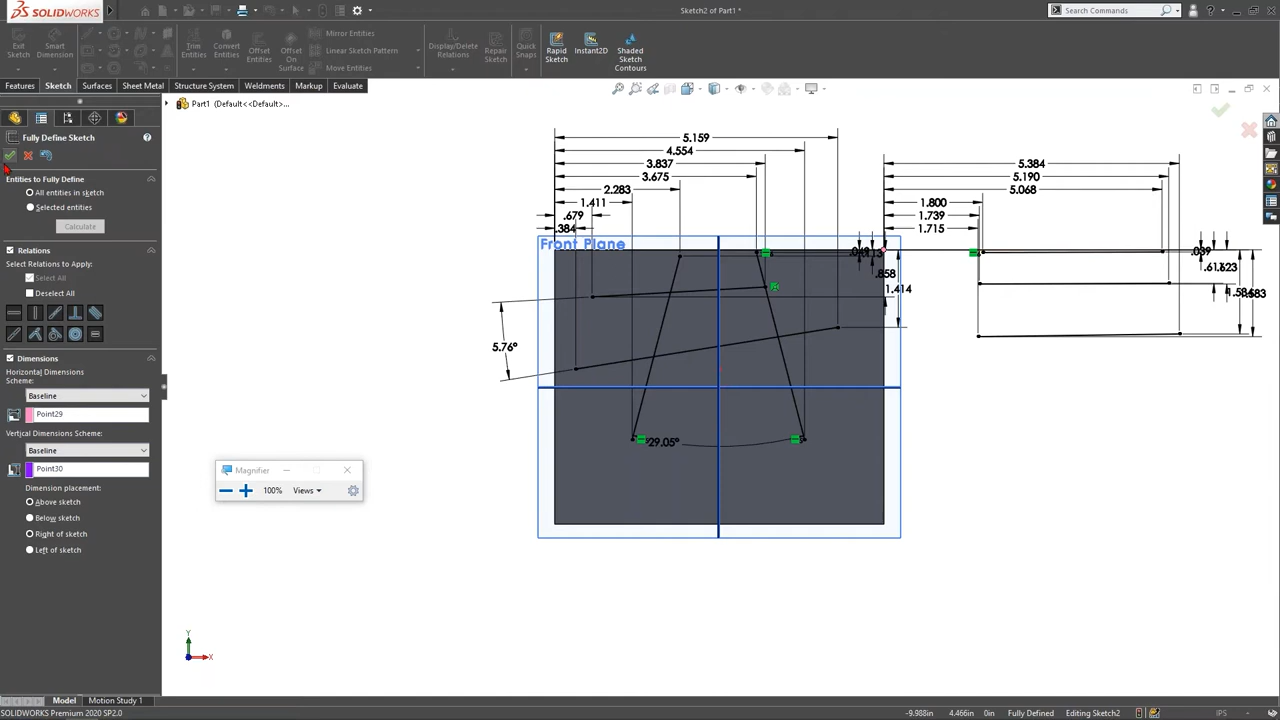 SOLIDWORKS
Sketch2 of Part1 *
Search Commands
Exit Sketch
Smart Dimension
Trim Entities
Convert Entities
Offset Entities
Offset On Surface
Mirror Entities
Linear Sketch Pattern
Move Entities
Display/Delete Relations
Repair Sketch
Quick Snaps
Rapid Sketch
Instant2D
Shaded Sketch Contours
Features
Sketch
Surfaces
Sheet Metal
Structure System
Weldments
Markup
Evaluate
Part1 (Default<<Default>...
Fully Define Sketch
Entities to Fully Define
All entities in sketch
Selected entities
Calculate
Relations
Select Relations to Apply:
Select All
Deselect All
Dimensions
Horizontal Dimensions
Scheme:
Baseline
Point29
Vertical Dimensions Scheme:
Baseline
Point30
Dimension placement:
Above sketch
Below sketch
Right of sketch
Left of sketch
5.159
4.554
3.837
3.675
2.283
1.411
.679
.384
Front Plane
5.384
5.190
5.068
1.800
1.739
1.715
.039
.858
1.414
5.76°
29.05°
Magnifier
100%
Views
Model
Motion Study 1
SOLIDWORKS Premium 2020 SP2.0
-9.988in
4.466in
0in
Fully Defined
Editing Sketch2
IPS